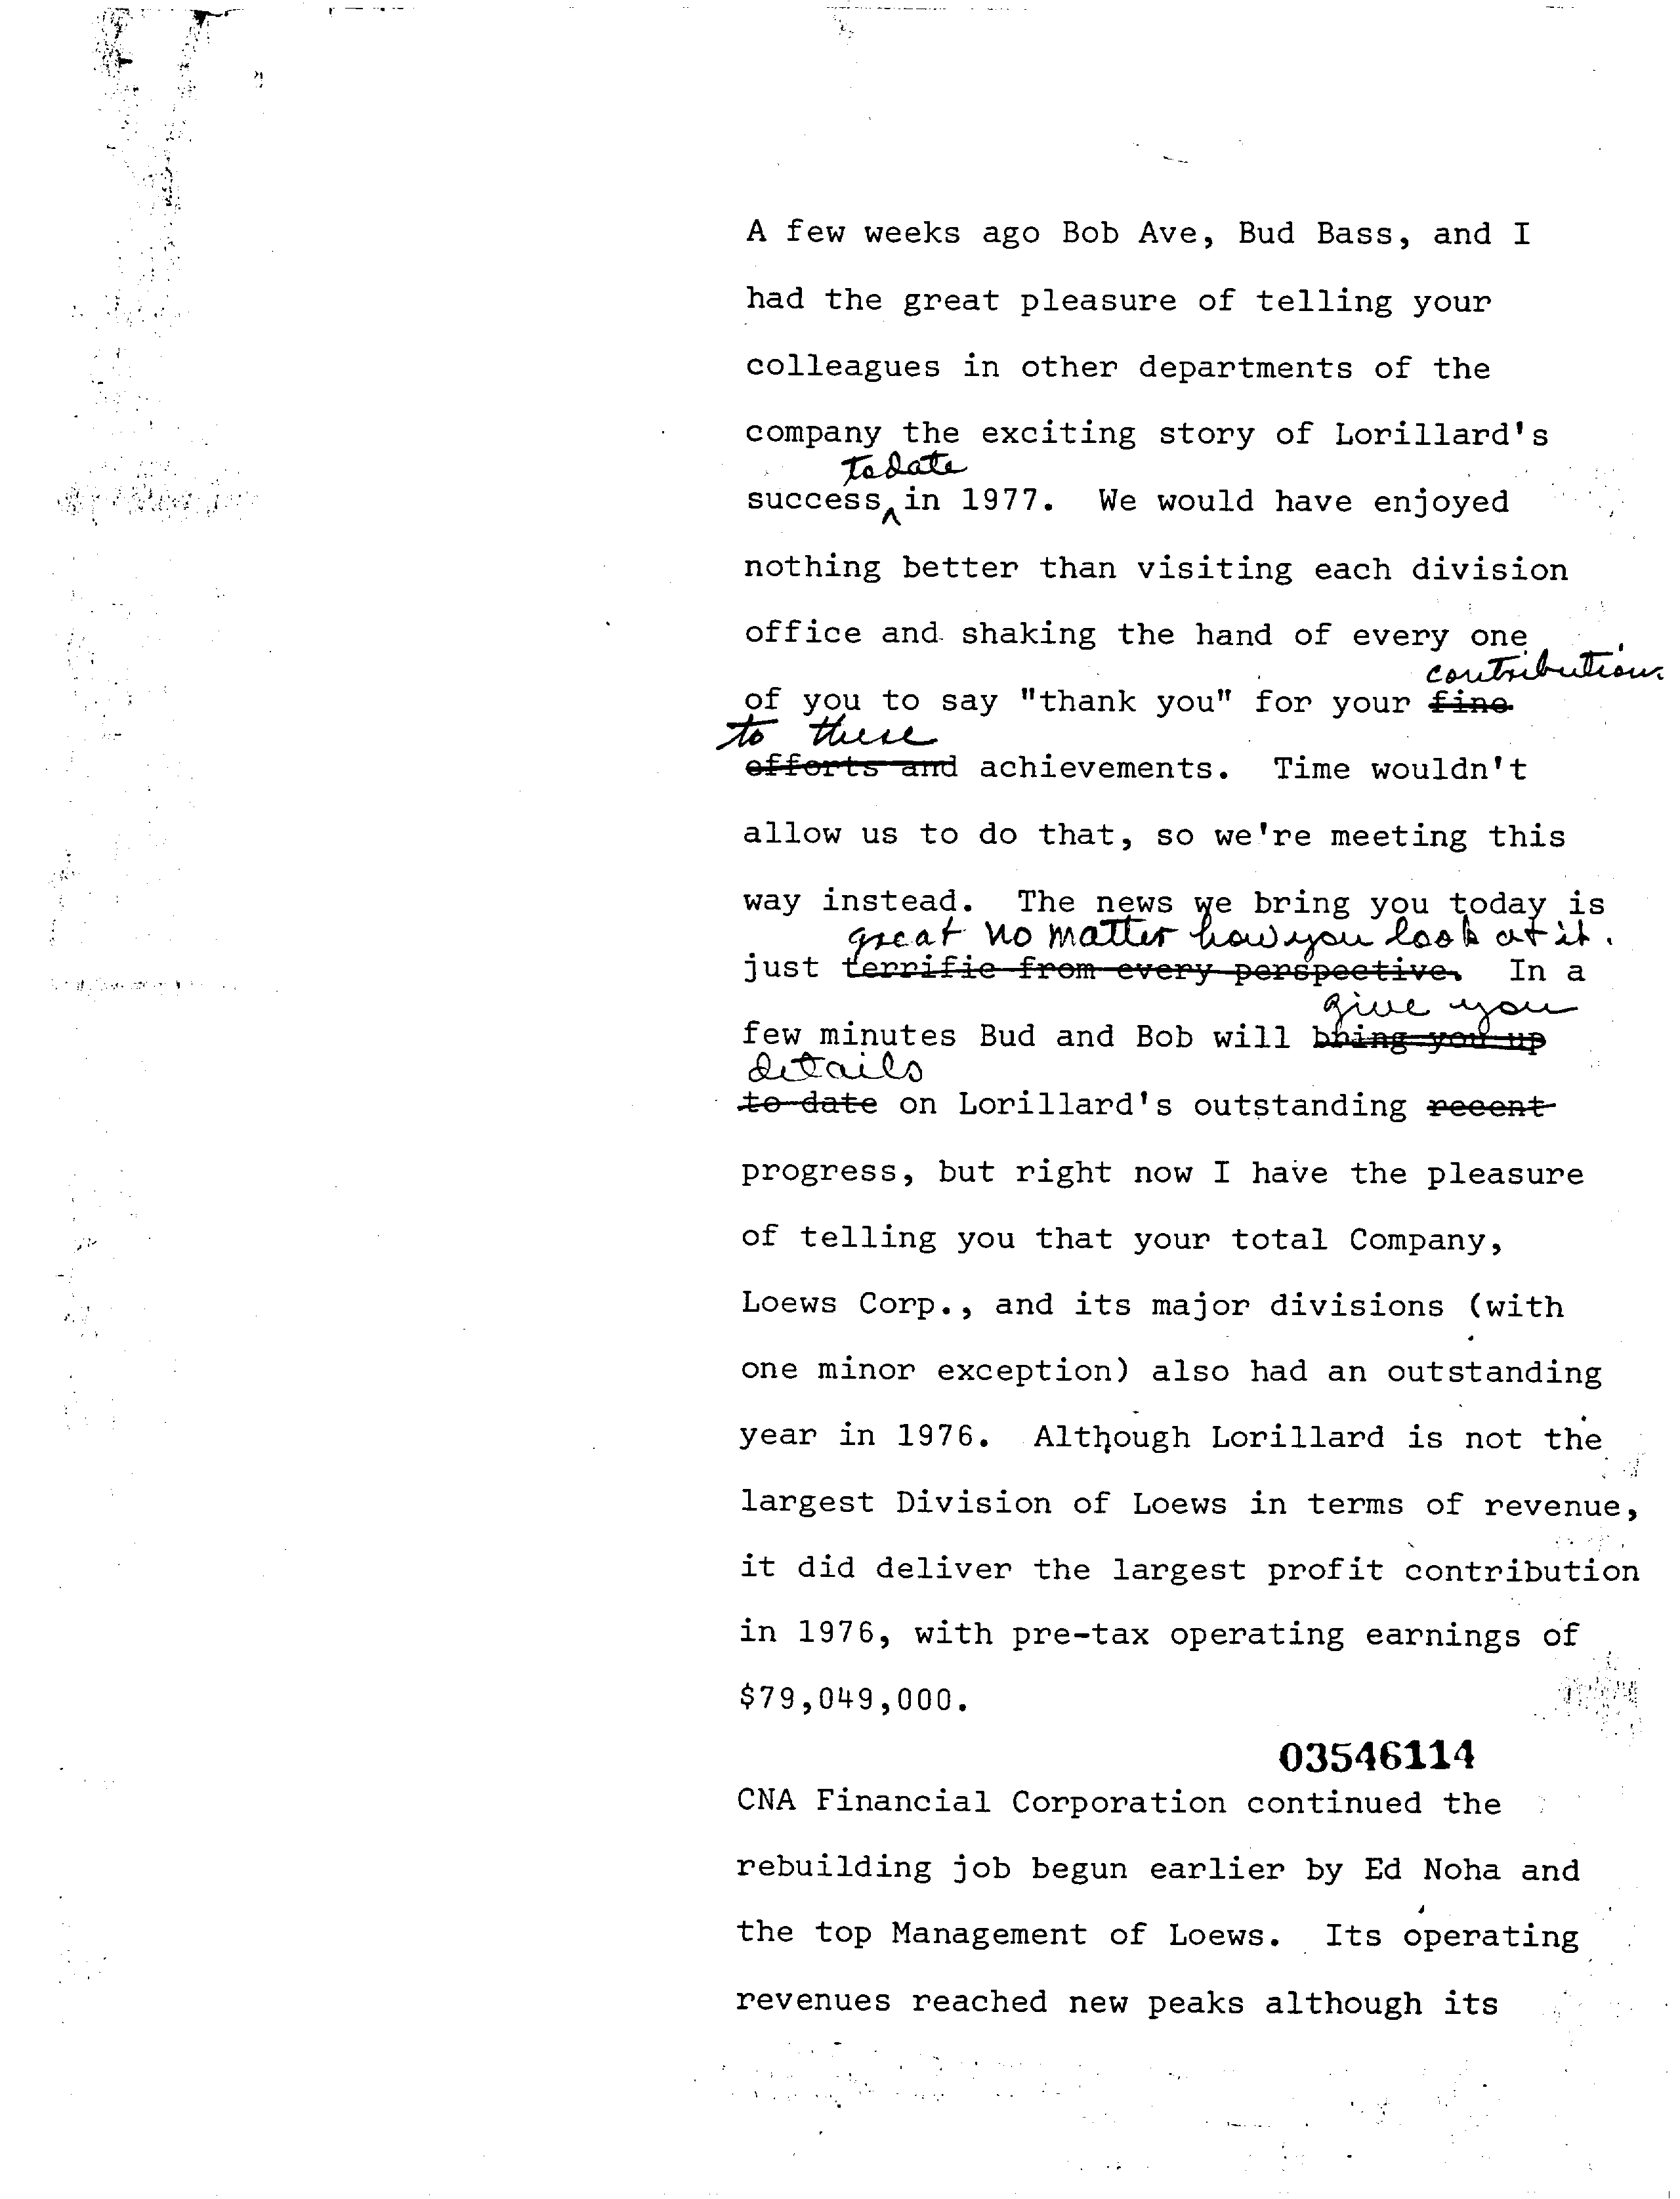 A few weeks ago Bob Ave, Bud Bass, and I
had the great pleasure of telling your
colleagues in other departments of the
company the exciting story of Lorillard's
to date
success in 1977. We would have enjoyed
nothing better than visiting each division
office and shaking the hand of every one
contributions
of you to say "thank you" for your fine
to these
efforts and achievements. Time wouldn't
allow us to do that, so we're meeting this
way instead. The news we bring you today is
great no matter how you look at it.
just terrific from every perspective. In a
give you
few minutes Bud and Bob will bring you up
details
to date on Lorillard's outstanding recent
progress, but right now I have the pleasure
of telling you that your total Company,
Loews Corp., and its major divisions (with
one minor exception) also had an outstanding
year in 1976. Although Lorillard is not the
largest Division of Loews in terms of revenue,
it did deliver the largest profit contribution
in 1976, with pre-tax operating earnings of
$79,049,000.
03546114
CNA Financial Corporation continued the
rebuilding job begun earlier by Ed Noha and
the top Management of Loews. Its operating
revenues reached new peaks although its